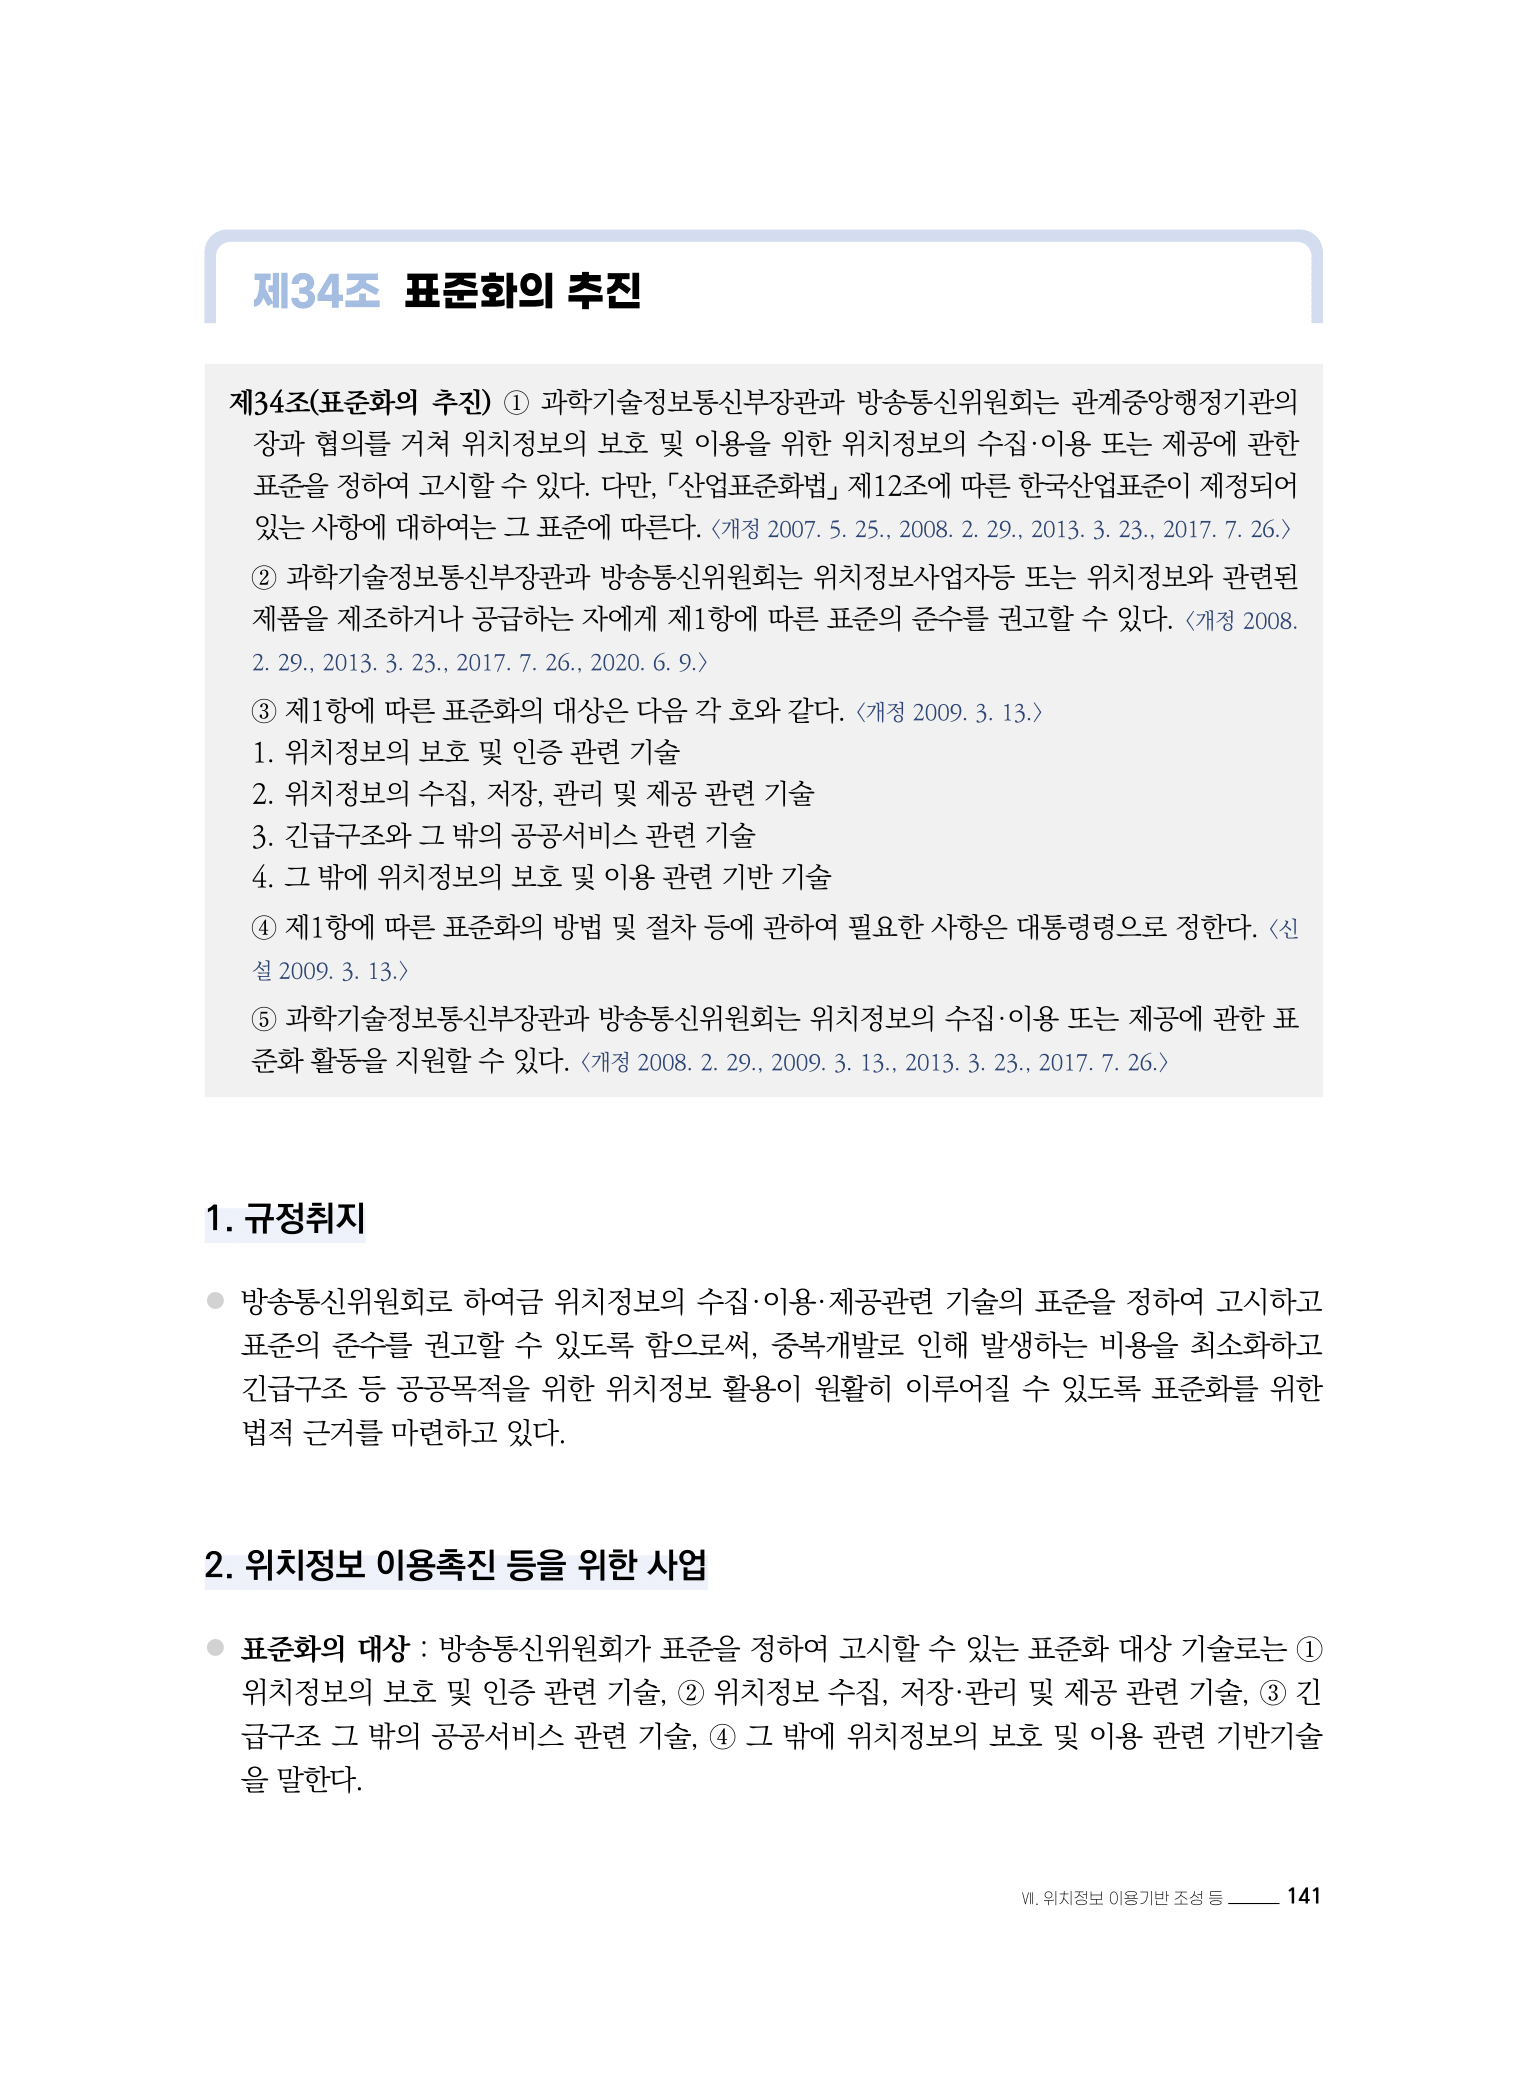 제34조 표준화의 추진
제34조(표준화의 추진) ① 과학기술정보통신부장관과 방송통신위원회는 관계중앙행정기관의
장과 협의를 거쳐 위치정보의 보호 및 이용을 위한 위치정보의 수집·이용 또는 제공에 관한
표준을 정하여 고시할 수 있다. 다만, 「산업표준화법」 제12조에 따른 한국산업표준이 제정되어
있는 사항에 대하여는 그 표준에 따른다. 〈개정 2007. 5. 25., 2008. 2. 29., 2013. 3. 23., 2017. 7. 26.〉
② 과학기술정보통신부장관과 방송통신위원회는 위치정보사업자등 또는 위치정보와 관련된
제품을 제조하거나 공급하는 자에게 제1항에 따른 표준의 준수를 권고할 수 있다. 〈개정 2008.
2. 29., 2013. 3. 23., 2017. 7. 26., 2020. 6. 9.〉
③ 제1항에 따른 표준화의 대상은 다음 각 호와 같다. 〈개정 2009. 3. 13.〉
1. 위치정보의 보호 및 인증 관련 기술
2. 위치정보의 수집, 저장, 관리 및 제공 관련 기술
3. 긴급구조와 그 밖의 공공서비스 관련 기술
4. 그 밖에 위치정보의 보호 및 이용 관련 기반 기술
④ 제1항에 따른 표준화의 방법 및 절차 등에 관하여 필요한 사항은 대통령령으로 정한다. 〈신
설 2009. 3. 13.〉
⑤ 과학기술정보통신부장관과 방송통신위원회는 위치정보의 수집·이용 또는 제공에 관한 표
준화 활동을 지원할 수 있다. 〈개정 2008. 2. 29., 2009. 3. 13., 2013. 3. 23., 2017. 7. 26.〉
1. 규정취지
● 방송통신위원회로 하여금 위치정보의 수집·이용·제공관련 기술의 표준을 정하여 고시하고
표준의 준수를 권고할 수 있도록 함으로써, 중복개발로 인해 발생하는 비용을 최소화하고
긴급구조 등 공공목적을 위한 위치정보 활용이 원활히 이루어질 수 있도록 표준화를 위한
법적 근거를 마련하고 있다.
2. 위치정보 이용촉진 등을 위한 사업
● 표준화의 대상 : 방송통신위원회가 표준을 정하여 고시할 수 있는 표준화 대상 기술로는 ①
위치정보의 보호 및 인증 관련 기술, ② 위치정보 수집, 저장·관리 및 제공 관련 기술, ③ 긴
급구조 그 밖의 공공서비스 관련 기술, ④ 그 밖에 위치정보의 보호 및 이용 관련 기반기술
을 말한다.
Ⅶ. 위치정보 이용기반 조성 등 141